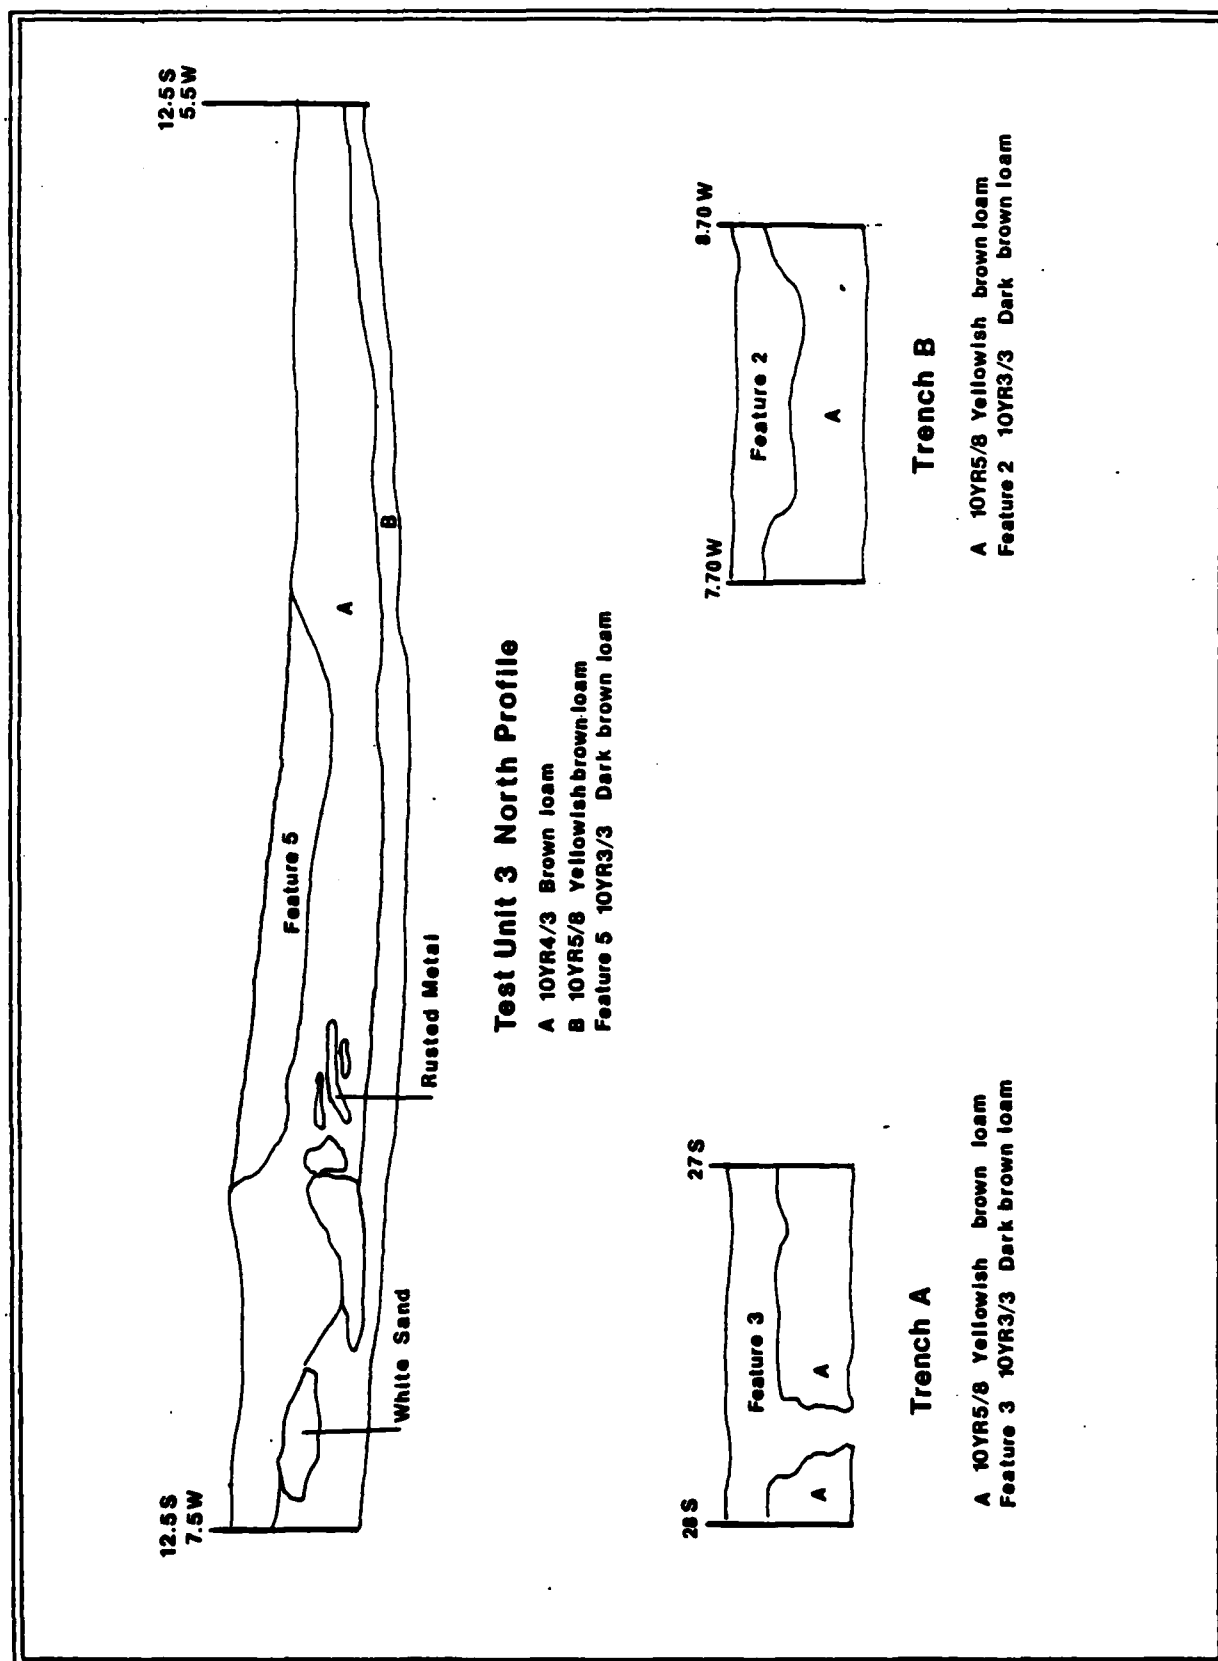 12.5S
7.5W
12.5S
5.5W
Feature 5
A
B
White Sand
Rusted Metal
Test Unit 3 North Profile
A 10YR4/3 Brown loam
B 10YR5/8 Yellowish brown loam
Feature 5 10YR3/3 Dark brown loam
28S
27S
Feature 3
A
A
Trench A
A 10YR5/8 Yellowish brown loam
Feature 3 10YR3/3 Dark brown loam
7.70W
8.70W
Feature 2
A
Trench B
A 10YR5/8 Yellowish brown loam
Feature 2 10YR3/3 Dark brown loam